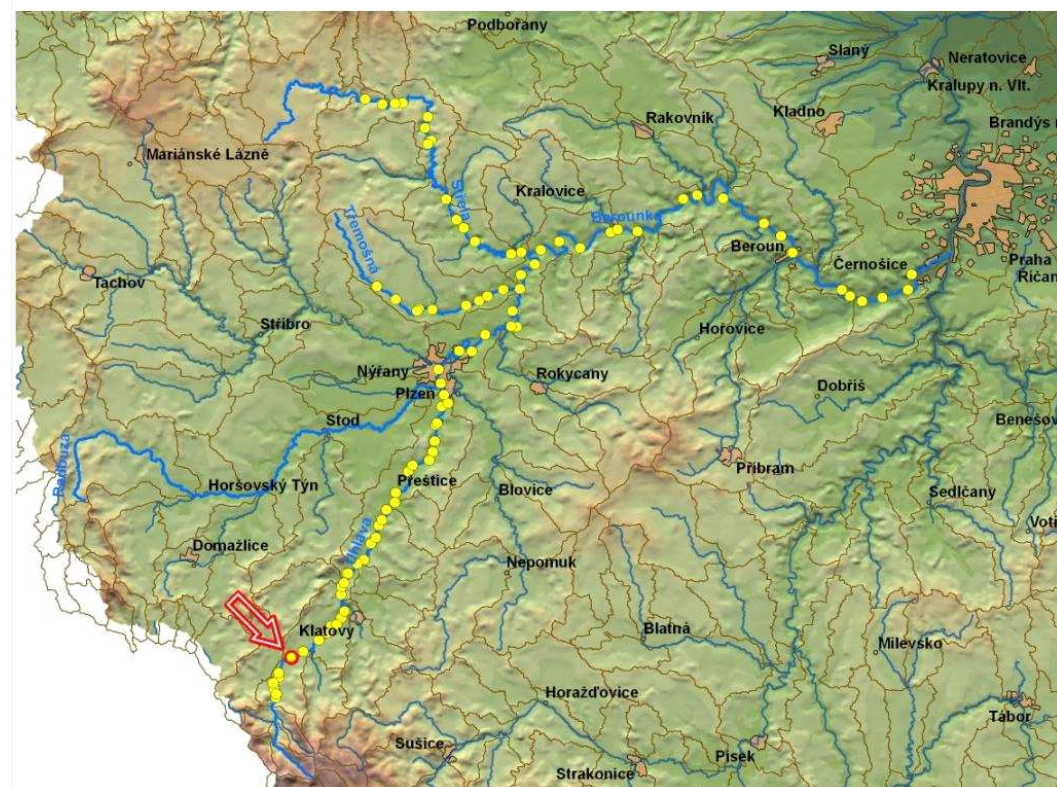 Podbořany
Slaný
Neratovice
Kralupy n. Vlt.
Kladno
Rakovník
Brandýs n
Mariánské Lázně
Kralovice
Střela
Berounka
Třemošná
Beroun
Černošice
Praha
Říčan
Tachov
Stříbro
Hořovice
Nýřany
Rokycany
Dobříš
Plzeň
Benešov
Stod
Radbuza
Příbram
Přeštice
Horšovský Týn
Blovice
Sedlčany
Voti
Úhlava
Domažlice
Nepomuk
Klatovy
Blatná
Milevsko
Horažďovice
Tábor
Sušice
Písek
Strakonice